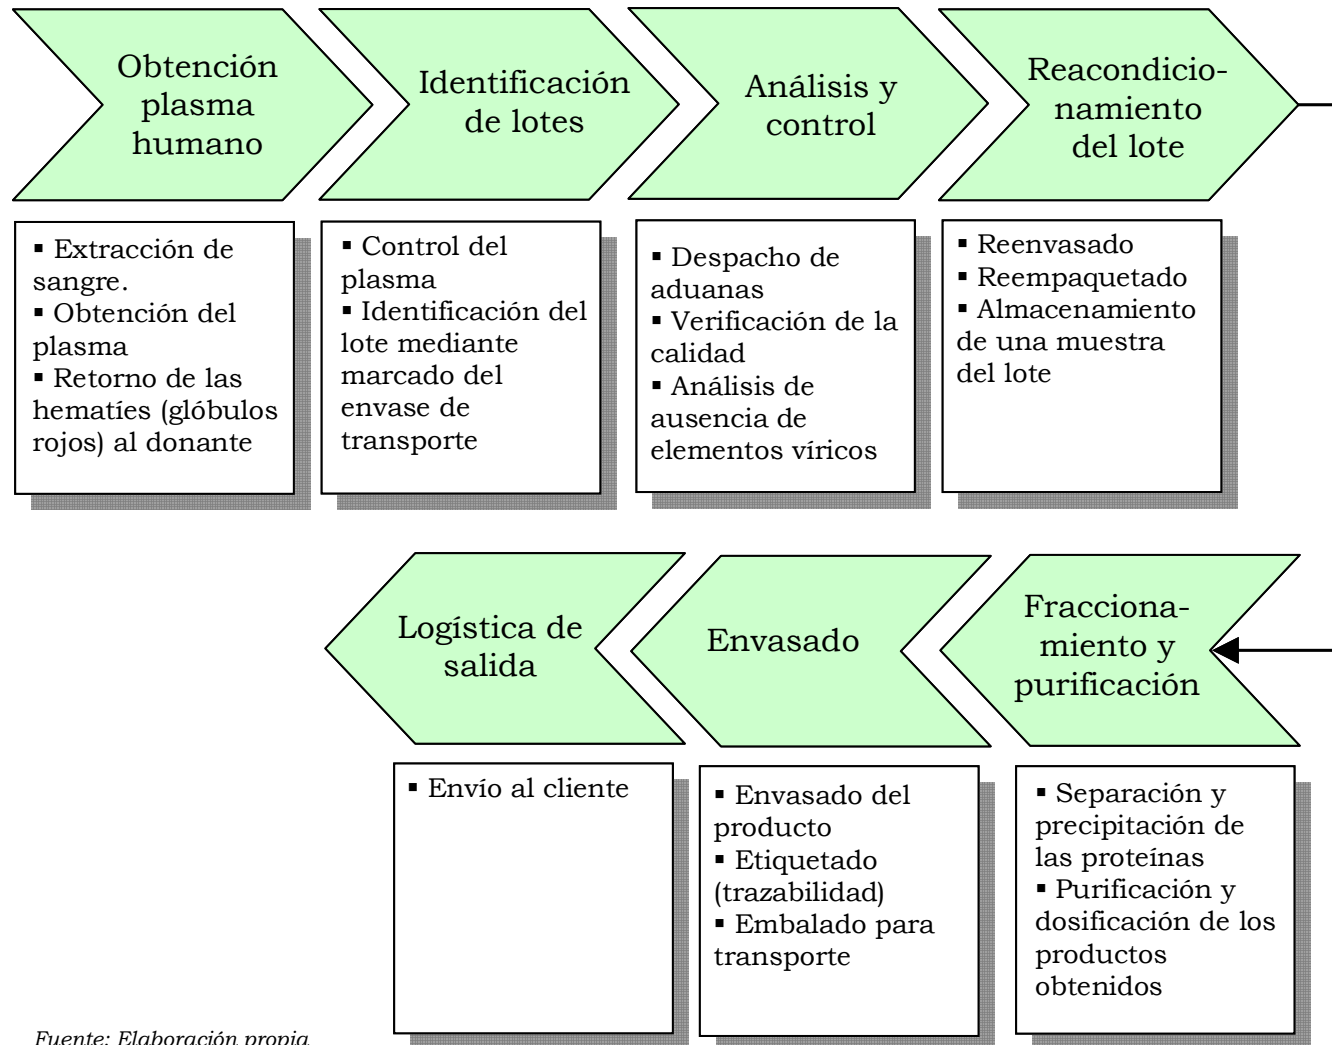 Obtención
plasma
humano
Identificación
de lotes
Análisis y
control
Reacondicio-
namiento
del lote
▪ Extracción de
sangre.
▪ Obtención del
plasma
▪ Retorno de las
hematíes (glóbulos
rojos) al donante
▪ Control del
plasma
▪ Identificación del
lote mediante
marcado del
envase de
transporte
▪ Despacho de
aduanas
▪ Verificación de la
calidad
▪ Análisis de
ausencia de
elementos víricos
▪ Reenvasado
▪ Reempaquetado
▪ Almacenamiento
de una muestra
del lote
Logística de
salida
Envasado
Fracciona-
miento y
purificación
▪ Envío al cliente
▪ Envasado del
producto
▪ Etiquetado
(trazabilidad)
▪ Embalado para
transporte
▪ Separación y
precipitación de
las proteínas
▪ Purificación y
dosificación de los
productos
obtenidos
Fuente: Elaboración propia